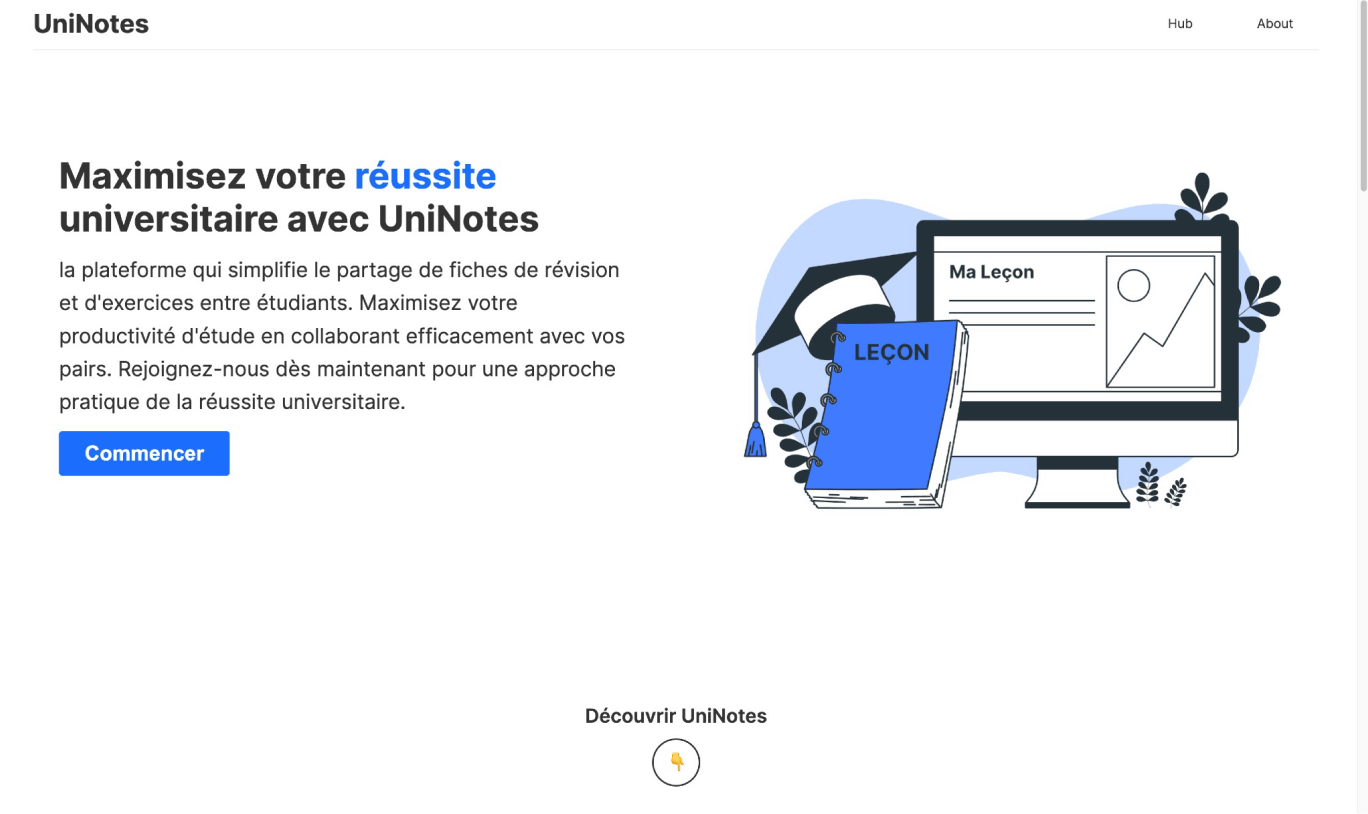 UniNotes
Hub
About
Maximisez votre réussite
universitaire avec UniNotes
la plateforme qui simplifie le partage de fiches de révision
et d'exercices entre étudiants. Maximisez votre
productivité d'étude en collaborant efficacement avec vos
pairs. Rejoignez-nous dès maintenant pour une approche
pratique de la réussite universitaire.
Commencer
Ma Leçon
LEÇON
Découvrir UniNotes